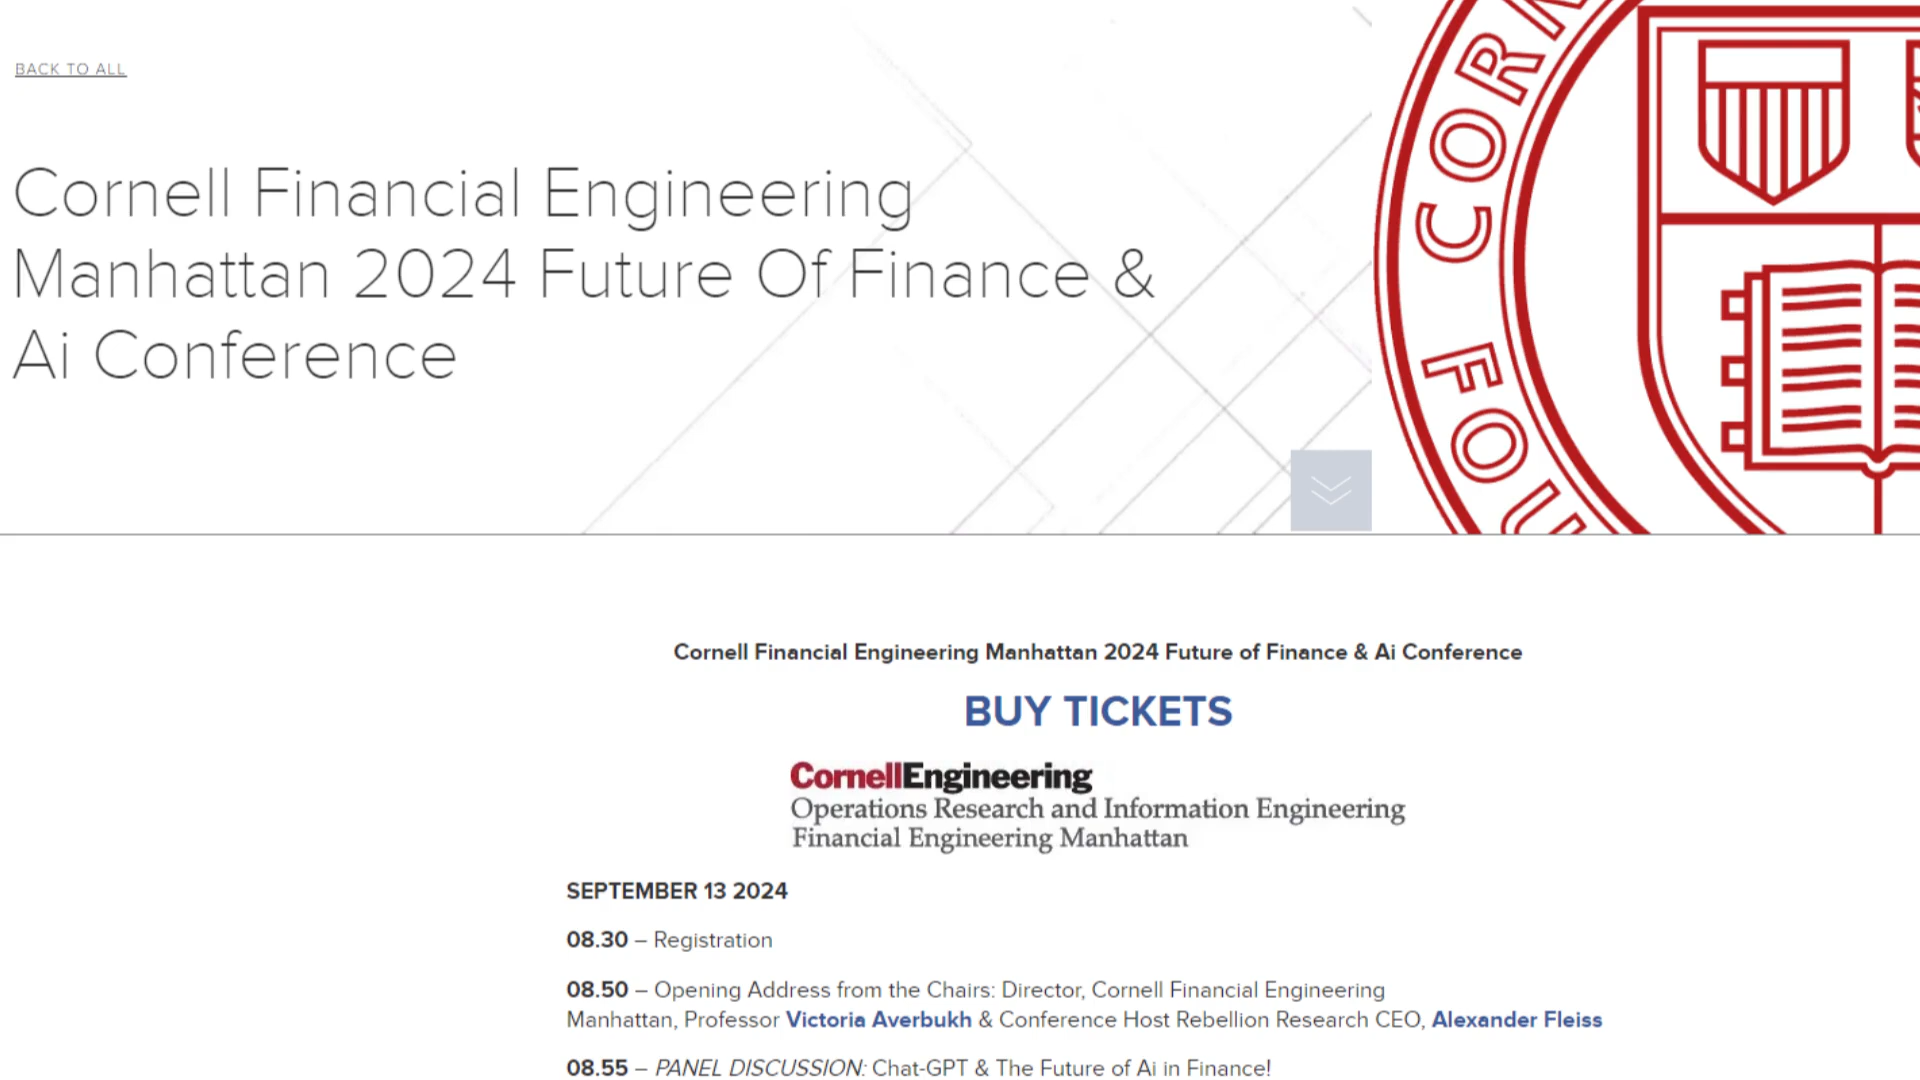 BACK TO ALL
Cornell Financial Engineering
Manhattan 2024 Future Of Finance &
Ai Conference
CORN
FOU
Cornell Financial Engineering Manhattan 2024 Future of Finance & Ai Conference
BUY TICKETS
CornellEngineering
Operations Research and Information Engineering
Financial Engineering Manhattan
SEPTEMBER 13 2024
08.30 – Registration
08.50 – Opening Address from the Chairs: Director, Cornell Financial Engineering
Manhattan, Professor Victoria Averbukh & Conference Host Rebellion Research CEO, Alexander Fleiss
08.55 – PANEL DISCUSSION: Chat-GPT & The Future of Ai in Finance!